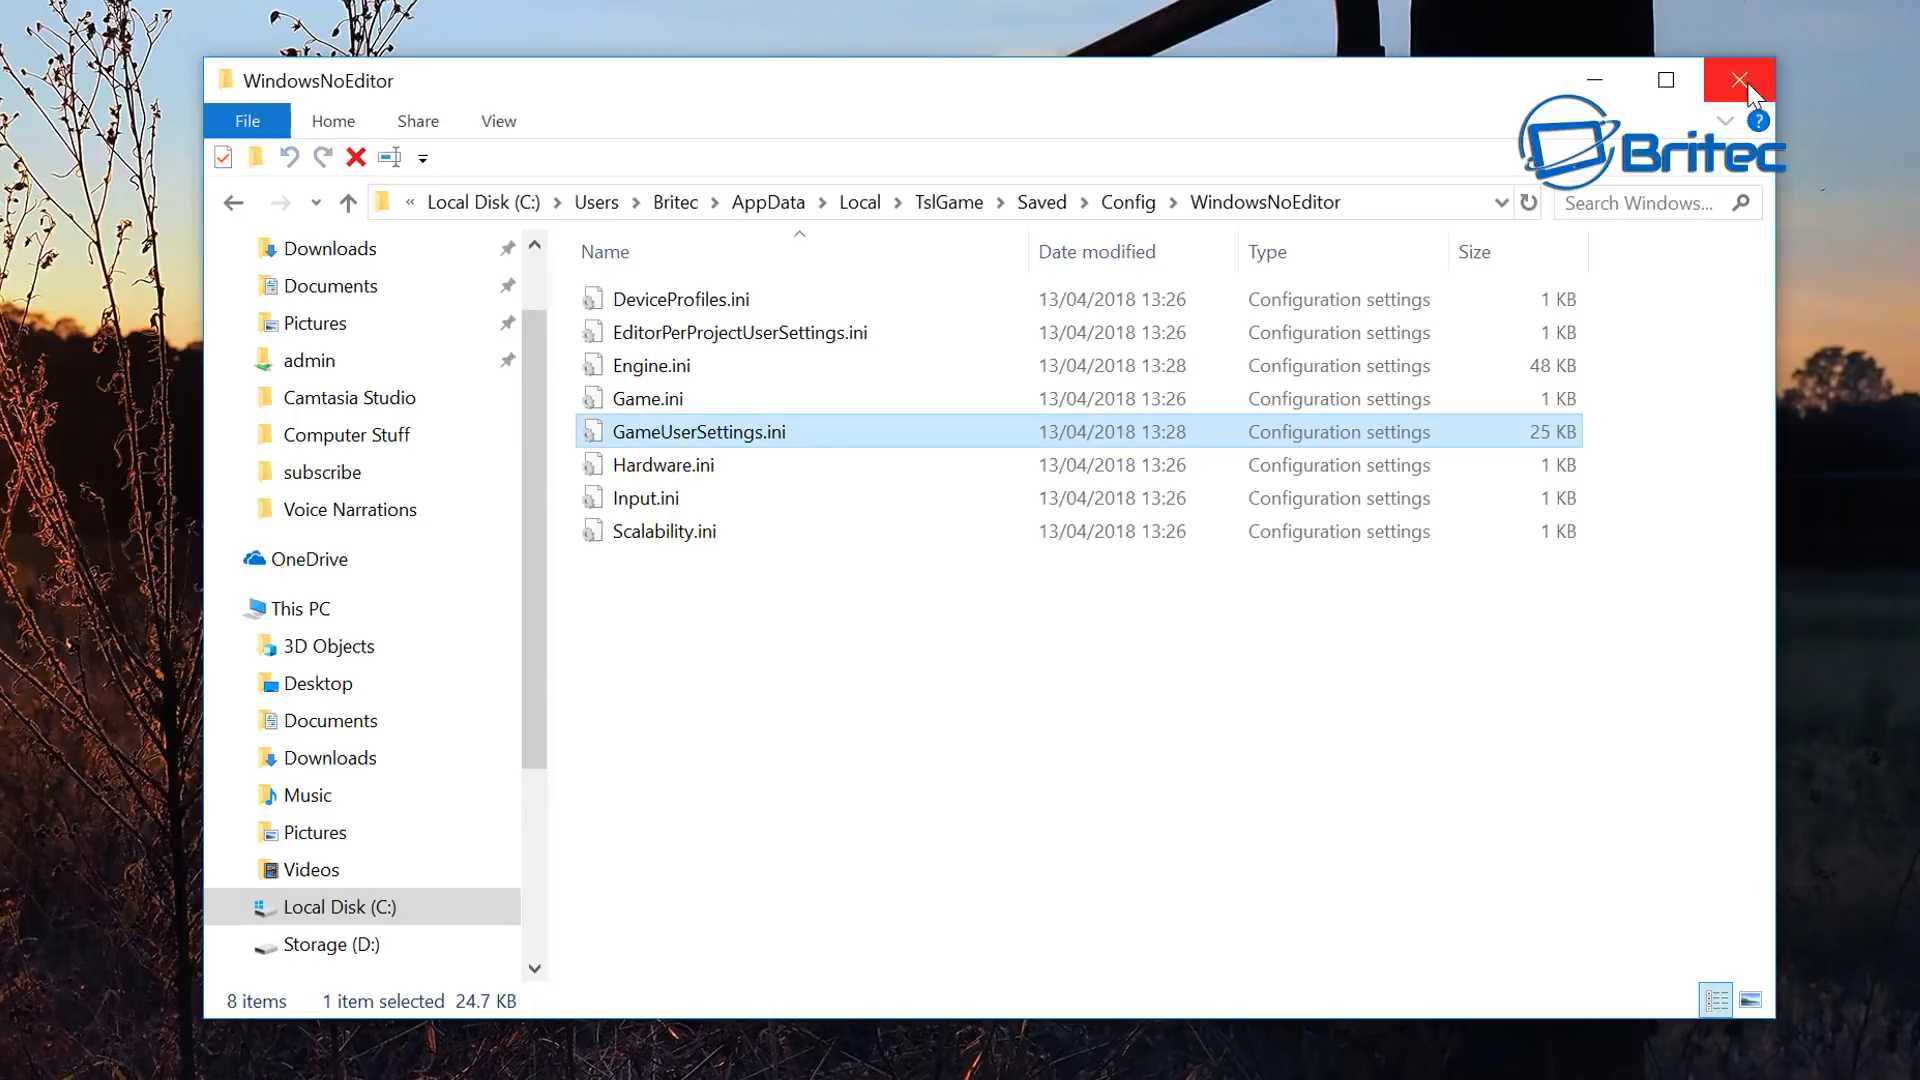 WindowsNoEditor
File Home Share View
?
Britec
« Local Disk (C:) > Users > Britec > AppData > Local > TslGame > Saved > Config > WindowsNoEditor
Search Windows...
Downloads
Documents
Pictures
admin
Camtasia Studio
Computer Stuff
subscribe
Voice Narrations
OneDrive
This PC
3D Objects
Desktop
Documents
Downloads
Music
Pictures
Videos
Local Disk (C:)
Storage (D:)
Name Date modified Type Size
DeviceProfiles.ini 13/04/2018 13:26 Configuration settings 1 KB
EditorPerProjectUserSettings.ini 13/04/2018 13:26 Configuration settings 1 KB
Engine.ini 13/04/2018 13:28 Configuration settings 48 KB
Game.ini 13/04/2018 13:26 Configuration settings 1 KB
GameUserSettings.ini 13/04/2018 13:28 Configuration settings 25 KB
Hardware.ini 13/04/2018 13:26 Configuration settings 1 KB
Input.ini 13/04/2018 13:26 Configuration settings 1 KB
Scalability.ini 13/04/2018 13:26 Configuration settings 1 KB
8 items 1 item selected 24.7 KB